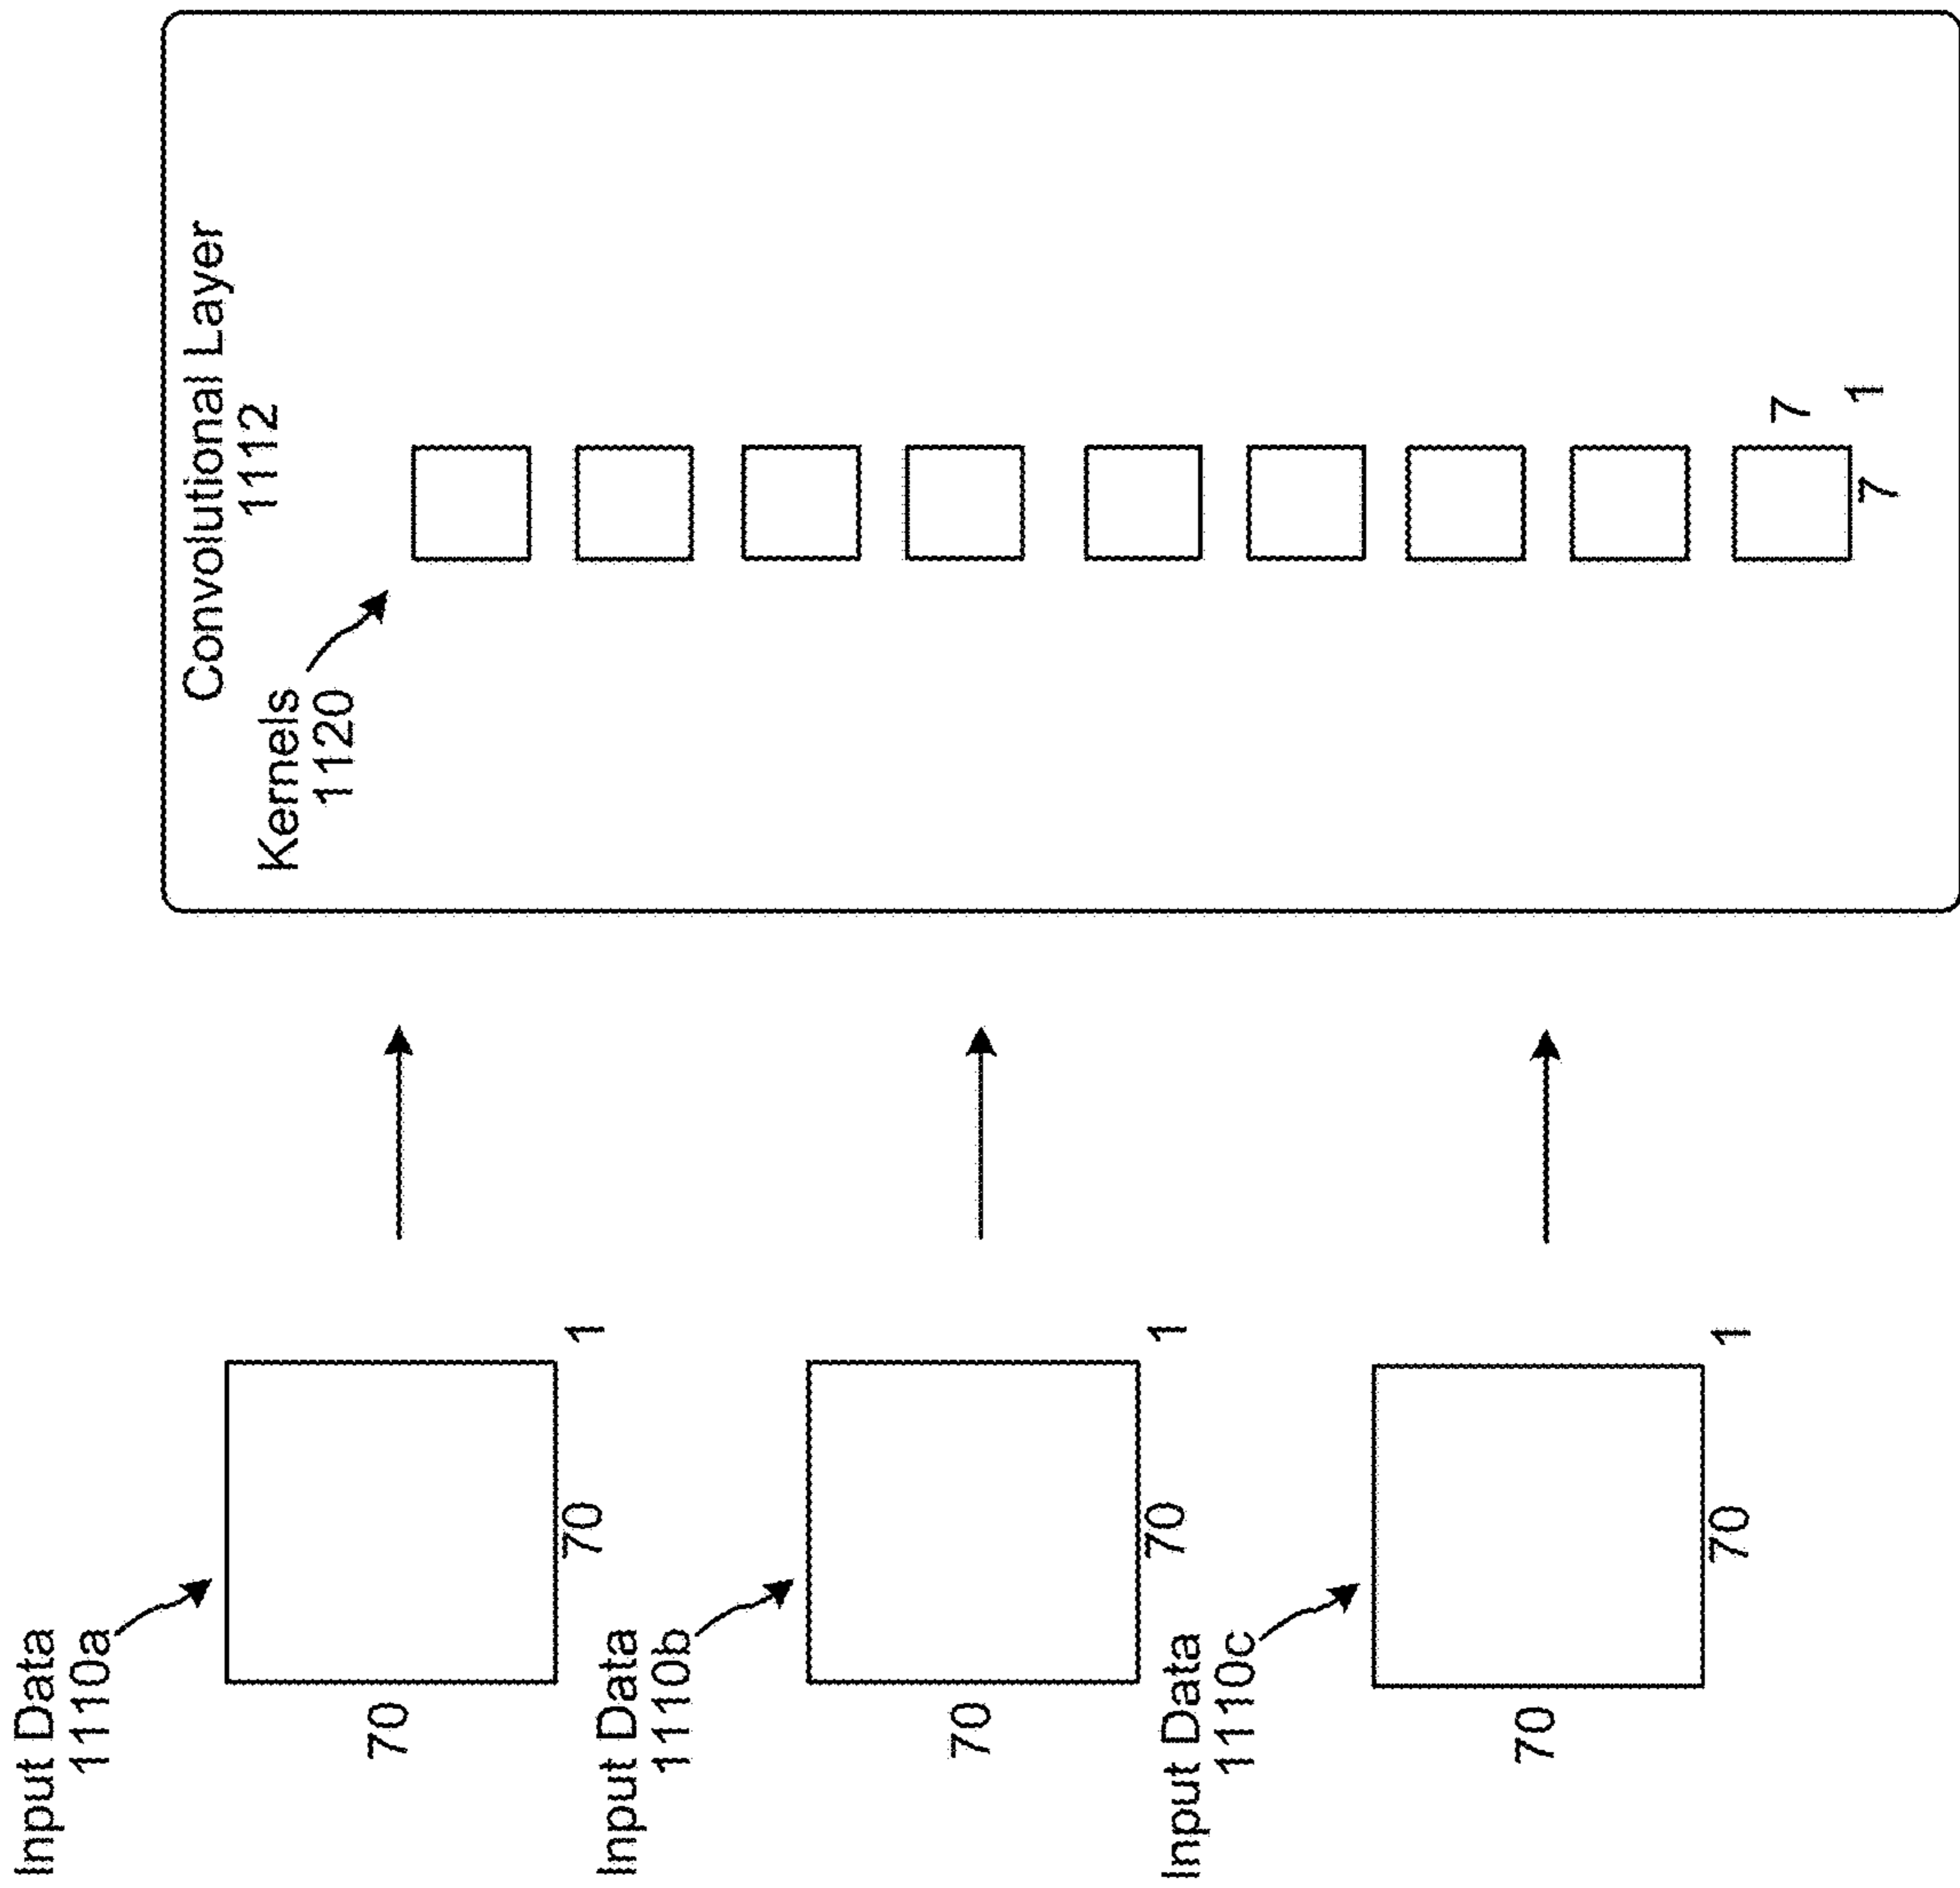 Input Data
1110a
70
70
1
Input Data
1110b
70
70
1
Input Data
1110c
70
70
1
Convolutional Layer
1112
Kernels
1120
7
7
1